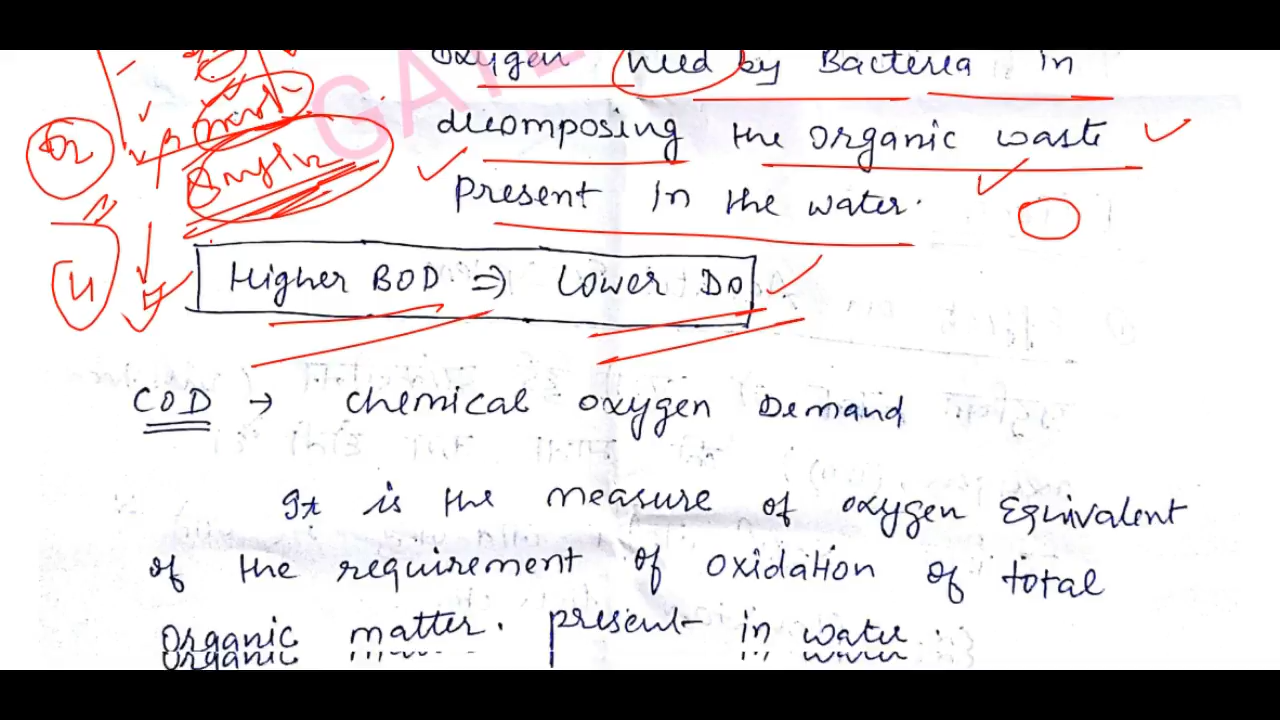 GATE
Oxygen need by Bacteria in
decomposing the organic waste
present in the water.
O2
Higher BOD ⇒ Lower DO
COD → Chemical oxygen Demand
It is the measure of oxygen Equivalent
of the requirement of oxidation of total
organic matter. present in water.